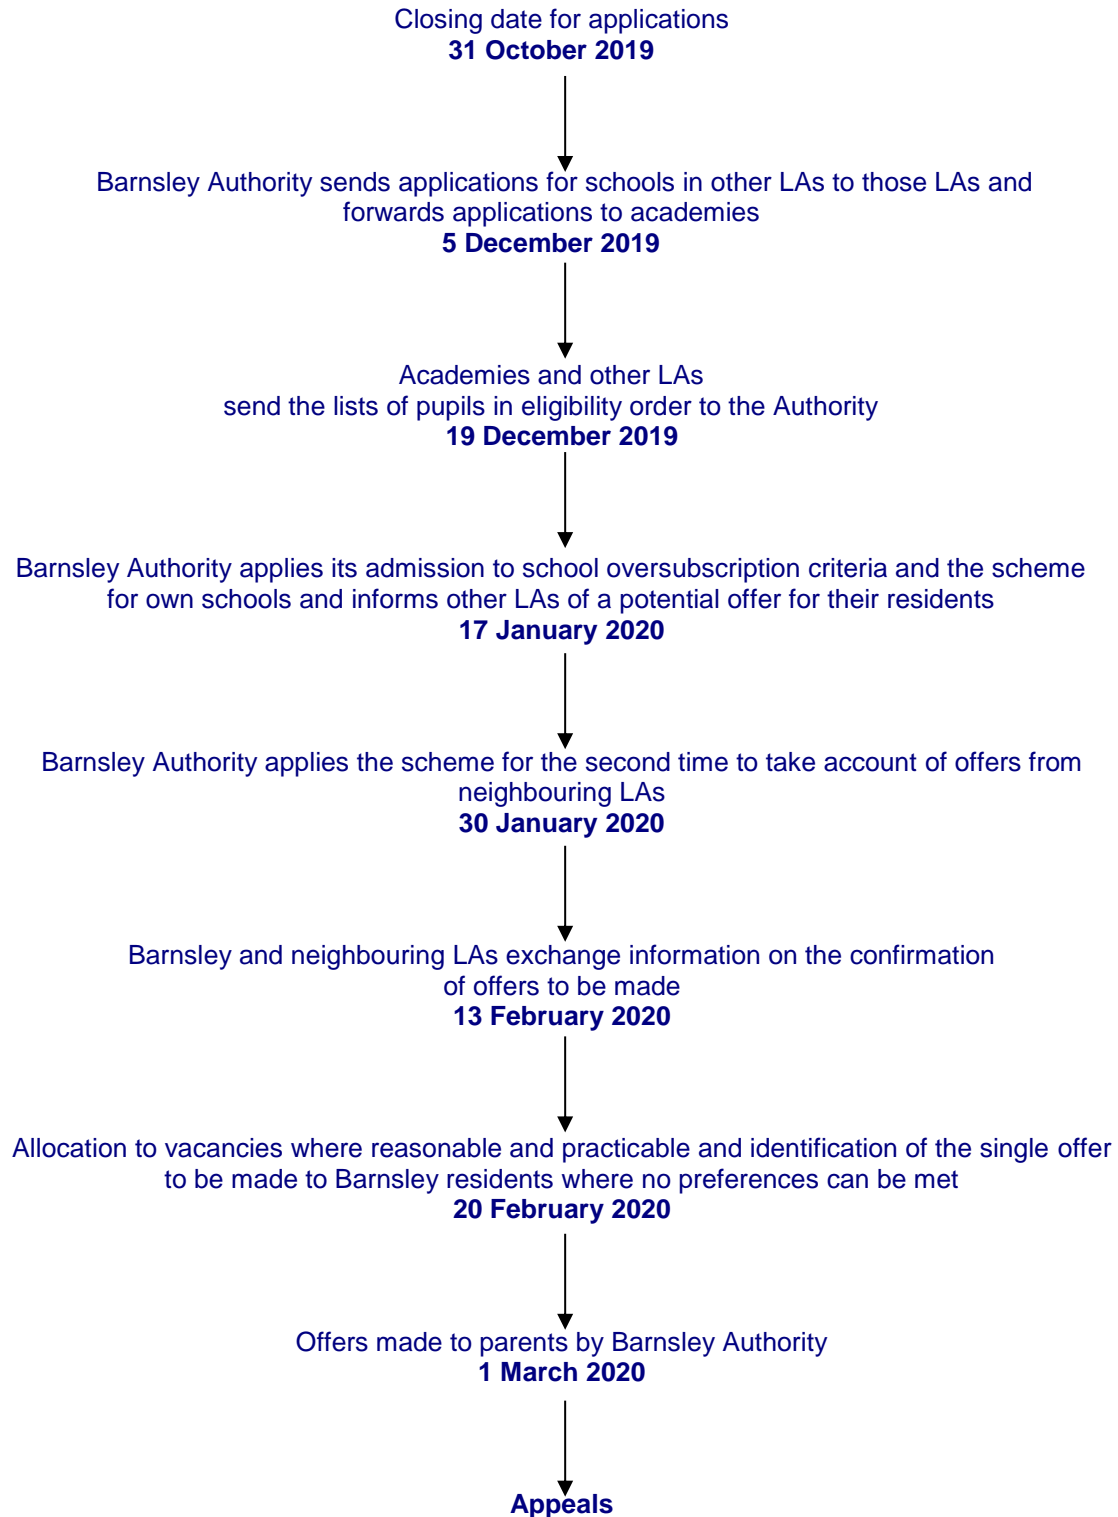 Closing date for applications
31 October 2019
Barnsley Authority sends applications for schools in other LAs to those LAs and
forwards applications to academies
5 December 2019
Academies and other LAs
send the lists of pupils in eligibility order to the Authority
19 December 2019
Barnsley Authority applies its admission to school oversubscription criteria and the scheme
for own schools and informs other LAs of a potential offer for their residents
17 January 2020
Barnsley Authority applies the scheme for the second time to take account of offers from
neighbouring LAs
30 January 2020
Barnsley and neighbouring LAs exchange information on the confirmation
of offers to be made
13 February 2020
Allocation to vacancies where reasonable and practicable and identification of the single offer
to be made to Barnsley residents where no preferences can be met
20 February 2020
Offers made to parents by Barnsley Authority
1 March 2020
Appeals